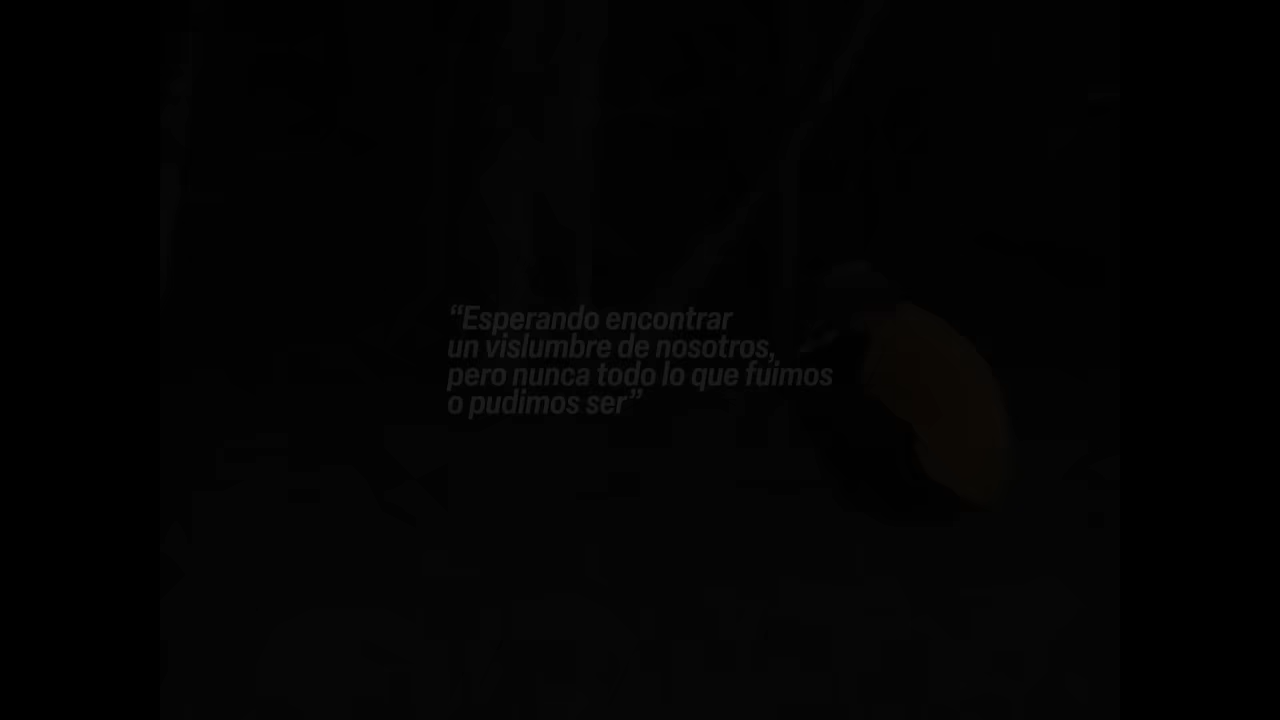 “Esperando encontrar
un vislumbre de nosotros,
pero nunca todo lo que fuimos
o pudimos ser”